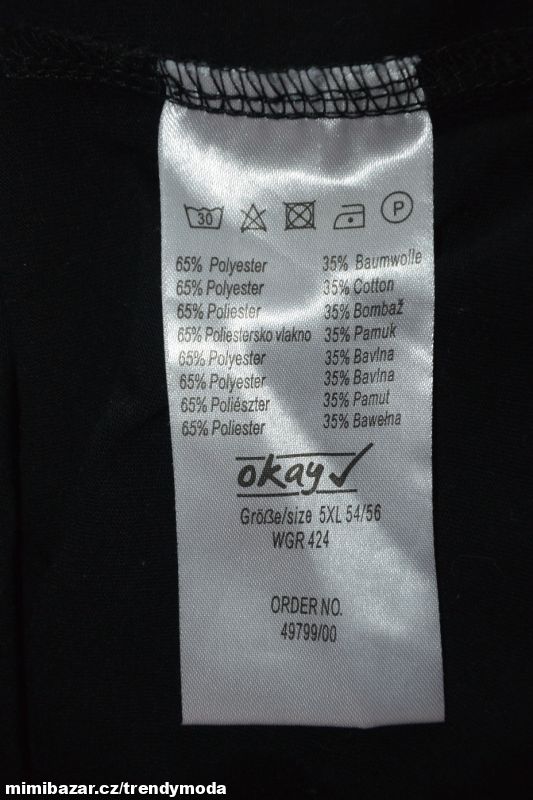 30 P
65% Polyester 35% Baumwolle
65% Polyester 35% Cotton
65% Poliester 35% Bombaž
65% Poliestersko vlakno 35% Pamuk
65% Polyester 35% Bavlna
65% Polyester 35% Bavlna
65% Poliészter 35% Pamut
65% Poliester 35% Bawełna
okay
Größe/size 5XL 54/56
WGR 424
ORDER NO.
49799/00
mimibazar.cz/trendymoda